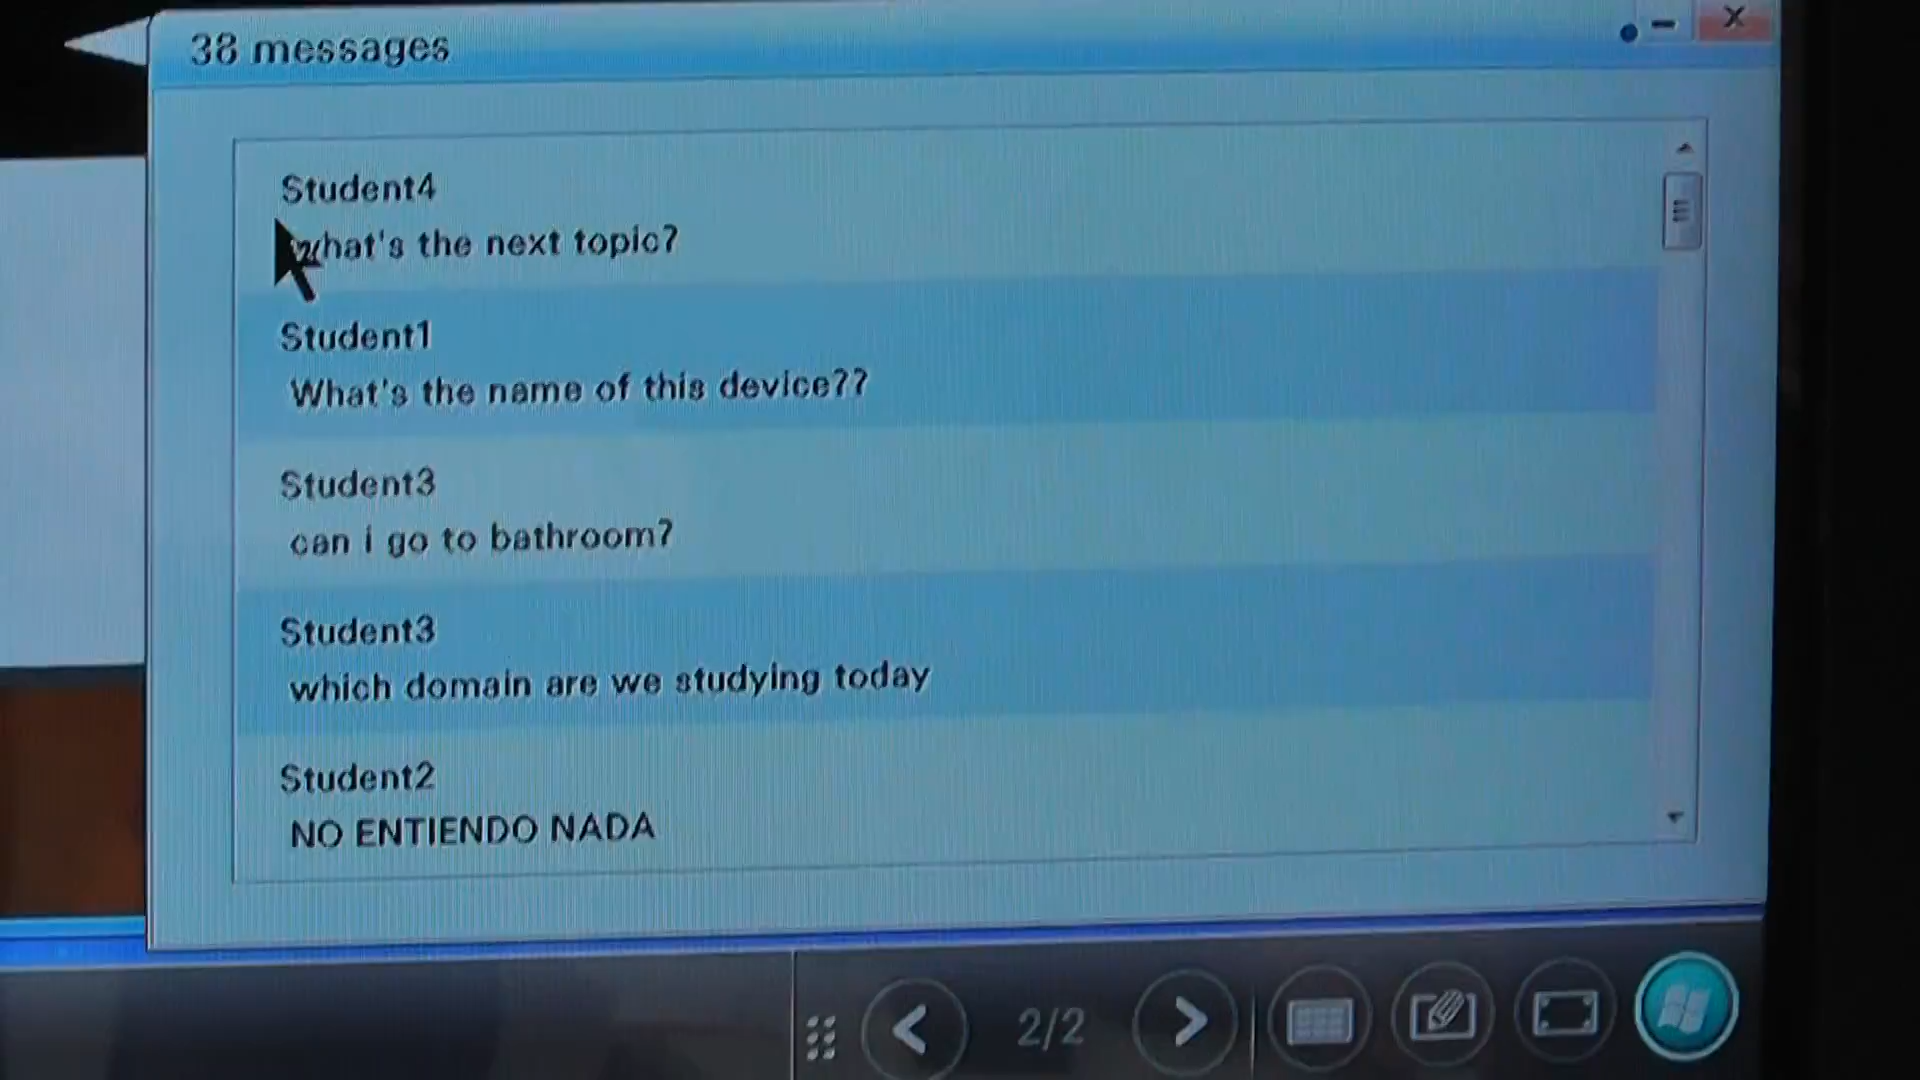 38 messages
Student4
What's the next topic?
Student1
What's the name of this device??
Student3
can i go to bathroom?
Student3
which domain are we studying today
Student2
NO ENTIENDO NADA
2/2